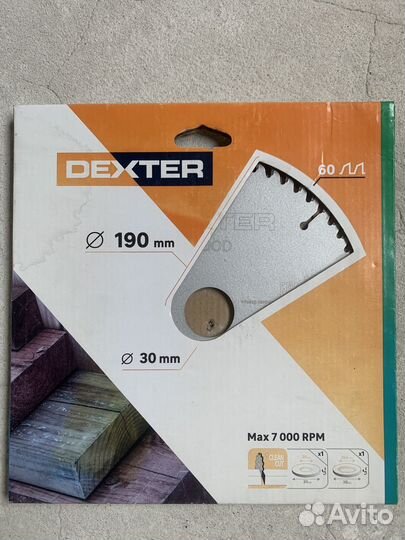 DEXTER
60
Ø 190 mm
Ø 30 mm
Max 7 000 RPM
CLEAN
CUT
x1
x1
Avito